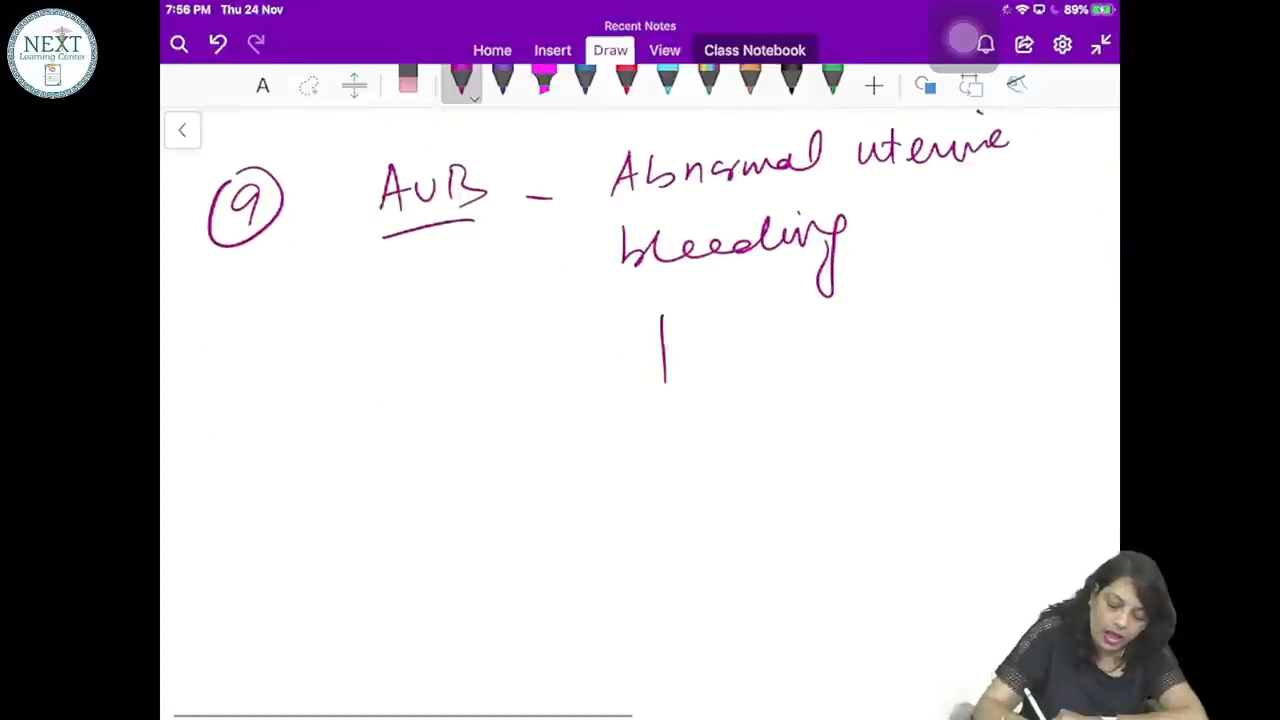 7:56 PM Thu 24 Nov
89%
NEXT
Learning Center
Recent Notes
Home Insert Draw View Class Notebook
A
9 AUB - Abnormal uterine
bleeding